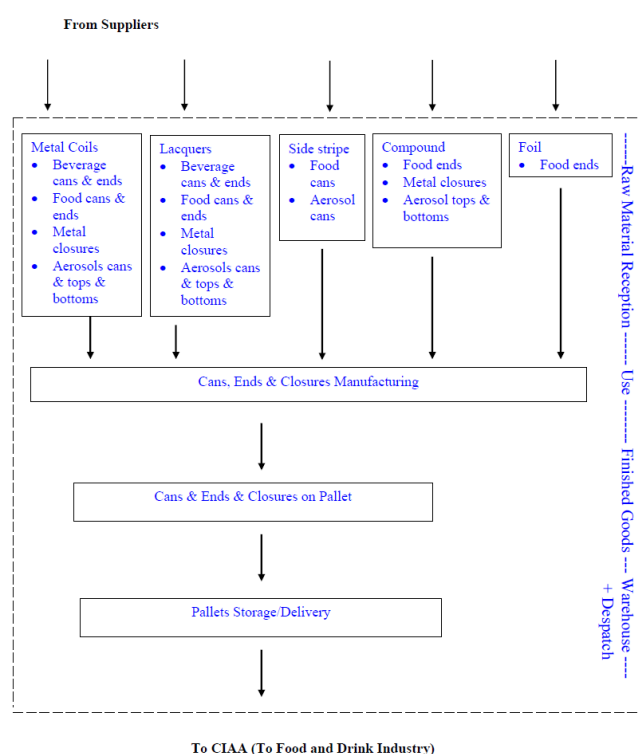 From Suppliers
Metal Coils
• Beverage
cans & ends
• Food cans &
ends
• Metal
closures
• Aerosols cans
& tops &
bottoms
Lacquers
• Beverage
cans & ends
• Food cans &
ends
• Metal
closures
• Aerosols cans
& tops &
bottoms
Side stripe
• Food
cans
• Aerosol
cans
Compound
• Food ends
• Metal closures
• Aerosol tops &
bottoms
Foil
• Food ends
-----Raw Material Reception ------ Use --------- Finished Goods --- Warehouse ----
+ Despatch
Cans, Ends & Closures Manufacturing
Cans & Ends & Closures on Pallet
Pallets Storage/Delivery
To CIAA (To Food and Drink Industry)